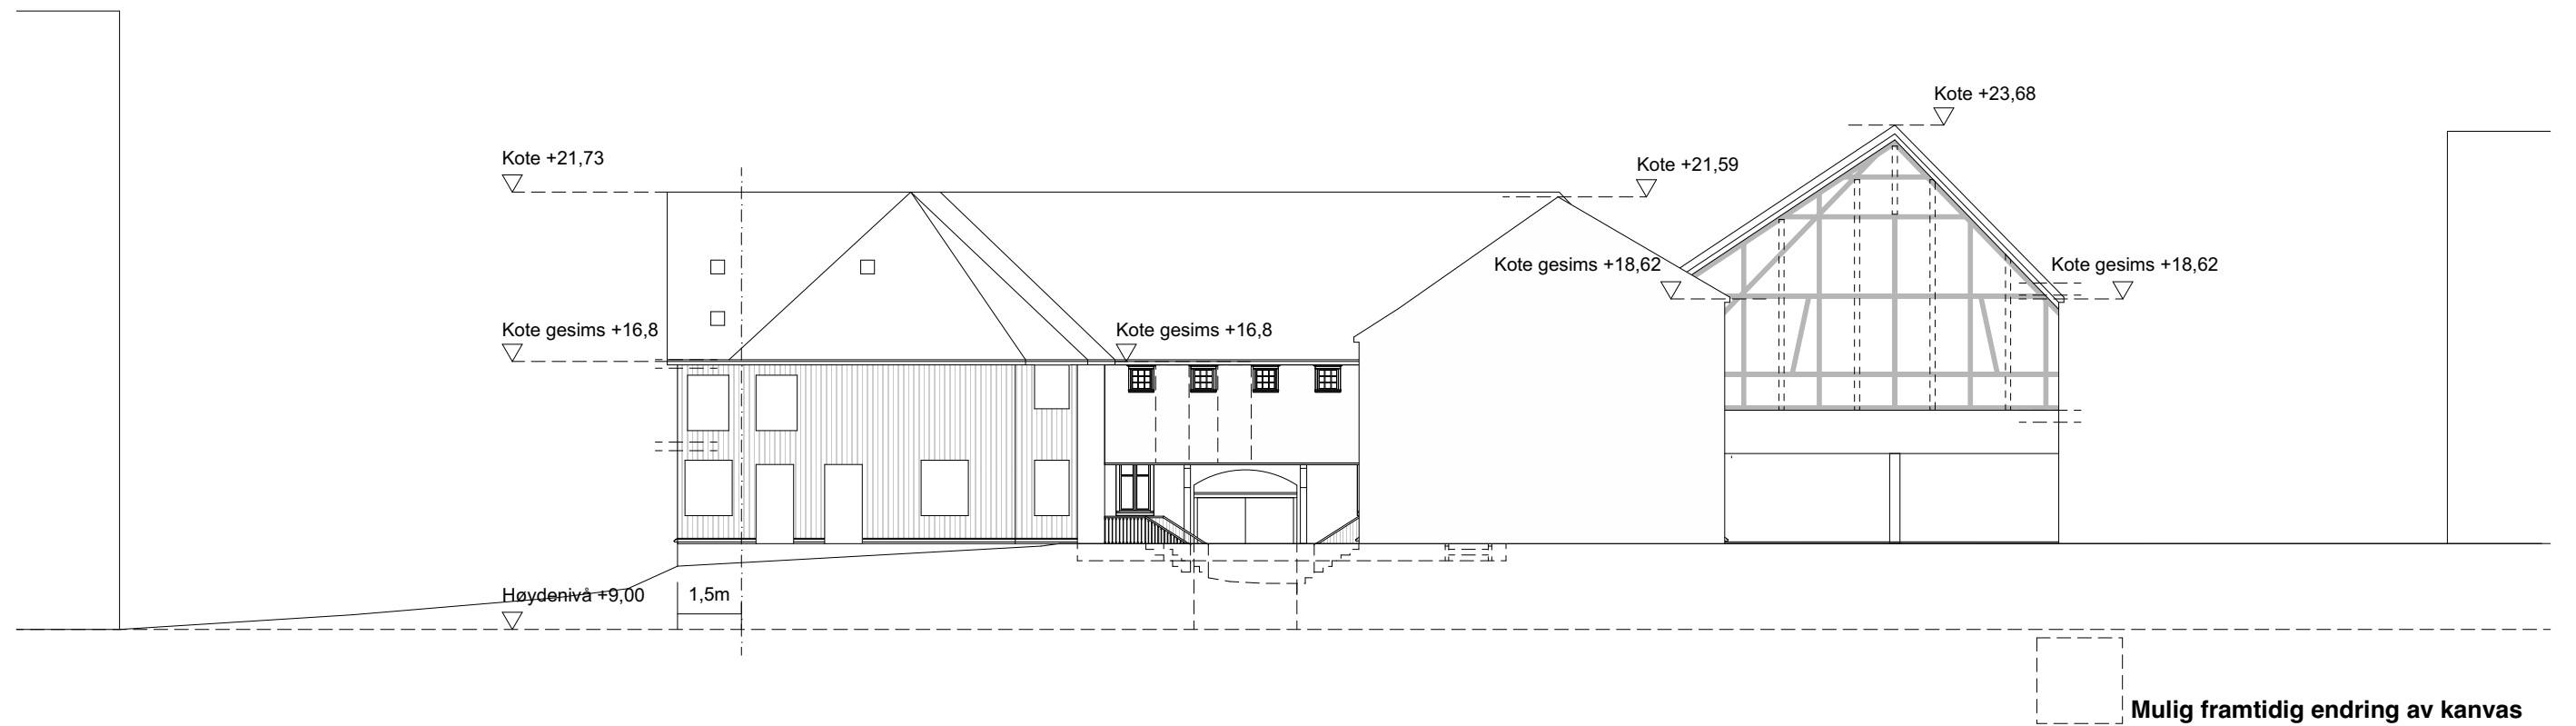 Kote +23,68
Kote +21,73
Kote +21,59
Kote gesims +18,62
Kote gesims +18,62
Kote gesims +16,8
Kote gesims +16,8
Høydenivå +9,00
1,5m
Mulig framtidig endring av kanvas